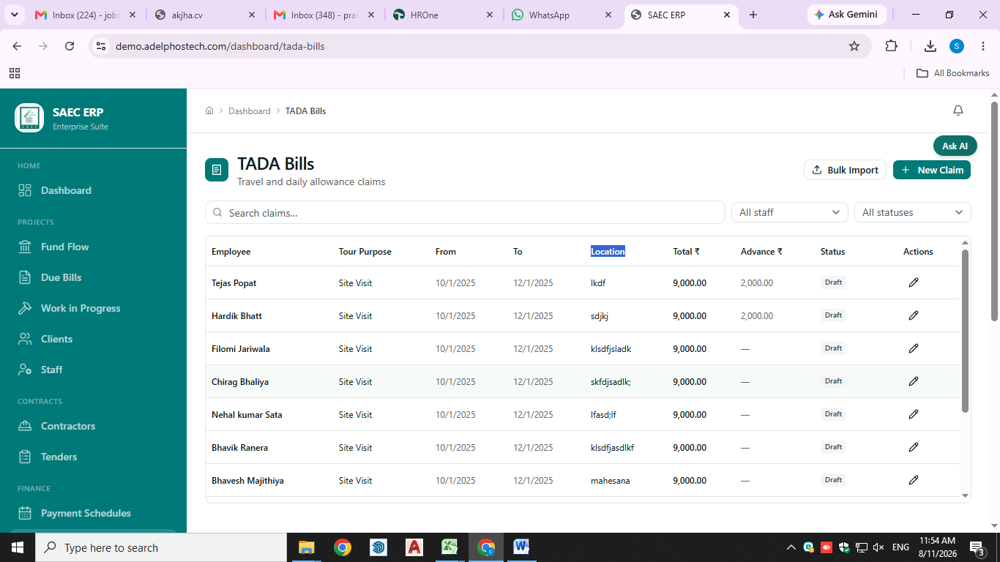 Inbox (224) - jobs
akjha.cv
Inbox (348) - prak
HROne
WhatsApp
SAEC ERP
Ask Gemini
demo.adelphostech.com/dashboard/tada-bills
S
All Bookmarks
SAEC ERP
Enterprise Suite
HOME
Dashboard
PROJECTS
Fund Flow
Due Bills
Work in Progress
Clients
Staff
CONTRACTS
Contractors
Tenders
FINANCE
Payment Schedules
Dashboard > TADA Bills
Ask AI
TADA Bills
Travel and daily allowance claims
Bulk Import
+ New Claim
Search claims...
All staff
All statuses
Employee Tour Purpose From To Location Total ₹ Advance ₹ Status Actions
Tejas Popat Site Visit 10/1/2025 12/1/2025 lkdf 9,000.00 2,000.00 Draft
Hardik Bhatt Site Visit 10/1/2025 12/1/2025 sdjkj 9,000.00 2,000.00 Draft
Filomi Jariwala Site Visit 10/1/2025 12/1/2025 klsdfjsladk 9,000.00 — Draft
Chirag Bhaliya Site Visit 10/1/2025 12/1/2025 skfdjsadlk; 9,000.00 — Draft
Nehal kumar Sata Site Visit 10/1/2025 12/1/2025 lfasd;lf 9,000.00 — Draft
Bhavik Ranera Site Visit 10/1/2025 12/1/2025 klsdfjasdlkf 9,000.00 — Draft
Bhavesh Majithiya Site Visit 10/1/2025 12/1/2025 mahesana 9,000.00 — Draft
Type here to search
ENG
11:54 AM
8/11/2026
3